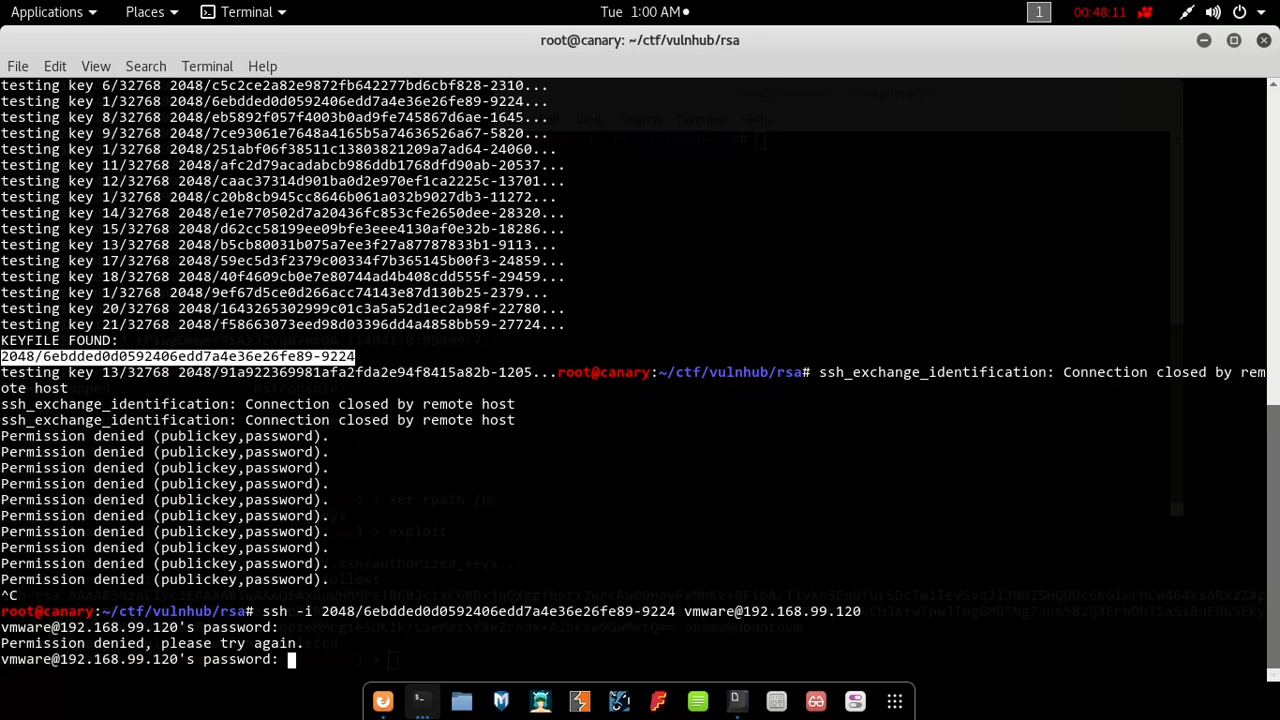 Applications Places Terminal Tue 1:00 AM 1 00:48:11
root@canary: ~/ctf/vulnhub/rsa
File Edit View Search Terminal Help
testing key 6/32768 2048/c5c2ce2a82e9872fb642277bd6cbf828-2310...
testing key 1/32768 2048/6ebdded0d0592406edd7a4e36e26fe89-9224...
testing key 8/32768 2048/eb5892f057f4003b0ad9fe745867d6ae-1645...
testing key 9/32768 2048/7ce93061e7648a4165b5a74636526a67-5820...
testing key 1/32768 2048/251abf06f38511c13803821209a7ad64-24060...
testing key 11/32768 2048/afc2d79acadabcb986ddb1768dfd90ab-20537...
testing key 12/32768 2048/caac37314d901ba0d2e970ef1ca2225c-13701...
testing key 1/32768 2048/c20b8cb945cc8646b061a032b9027db3-11272...
testing key 14/32768 2048/e1e770502d7a20436fc853cfe2650dee-28320...
testing key 15/32768 2048/d62cc58199ee09bfe3eee4130af0e32b-18286...
testing key 13/32768 2048/b5cb80031b075a7ee3f27a87787833b1-9113...
testing key 17/32768 2048/59ec5d3f2379c00334f7b365145b00f3-24859...
testing key 18/32768 2048/40f4609cb0e7e80744ad4b408cdd555f-29459...
testing key 1/32768 2048/9ef67d5ce0d266acc74143e87d130b25-2379...
testing key 20/32768 2048/1643265302999c01c3a5a52d1ec2a98f-22780...
testing key 21/32768 2048/f58663073eed98d03396dd4a4858bb59-27724...
KEYFILE FOUND:
2048/6ebdded0d0592406edd7a4e36e26fe89-9224
testing key 13/32768 2048/91a922369981afa2fda2e94f8415a82b-1205...root@canary:~/ctf/vulnhub/rsa# ssh_exchange_identification: Connection closed by rem
ote host
ssh_exchange_identification: Connection closed by remote host
ssh_exchange_identification: Connection closed by remote host
Permission denied (publickey,password).
Permission denied (publickey,password).
Permission denied (publickey,password).
Permission denied (publickey,password).
Permission denied (publickey,password).
Permission denied (publickey,password).
Permission denied (publickey,password).
Permission denied (publickey,password).
Permission denied (publickey,password).
Permission denied (publickey,password).
^C
root@canary:~/ctf/vulnhub/rsa# ssh -i 2048/6ebdded0d0592406edd7a4e36e26fe89-9224 vmware@192.168.99.120
vmware@192.168.99.120's password:
Permission denied, please try again.
vmware@192.168.99.120's password: